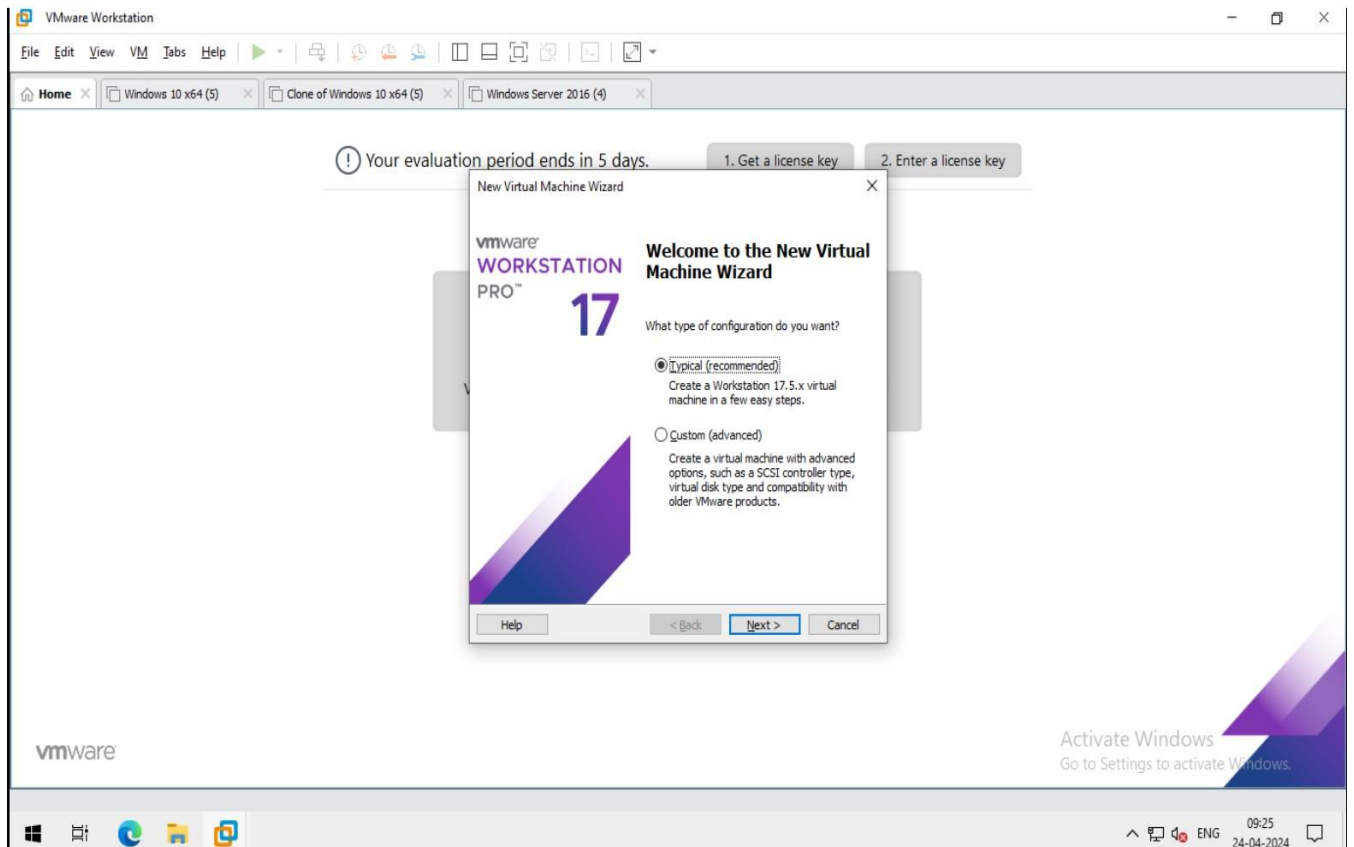 VMware Workstation
File Edit View VM Tabs Help
Home
Windows 10 x64 (5)
Clone of Windows 10 x64 (5)
Windows Server 2016 (4)
Your evaluation period ends in 5 days.
1. Get a license key
2. Enter a license key
New Virtual Machine Wizard
vmware
WORKSTATION
PRO™
17
Welcome to the New Virtual
Machine Wizard
What type of configuration do you want?
Typical (recommended)
Create a Workstation 17.5.x virtual
machine in a few easy steps.
Custom (advanced)
Create a virtual machine with advanced
options, such as a SCSI controller type,
virtual disk type and compatibility with
older VMware products.
Help
< Back
Next >
Cancel
vmware
Activate Windows
Go to Settings to activate Windows.
ENG
09:25
24-04-2024